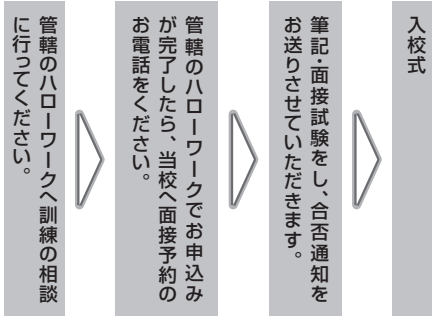 管轄のハローワークへ訓練の相談
に行ってください。
管轄のハローワークでお申込み
が完了したら、当校へ面接予約の
お電話をください。
筆記・面接試験をし、合否通知を
お送りさせていただきます。
入校式